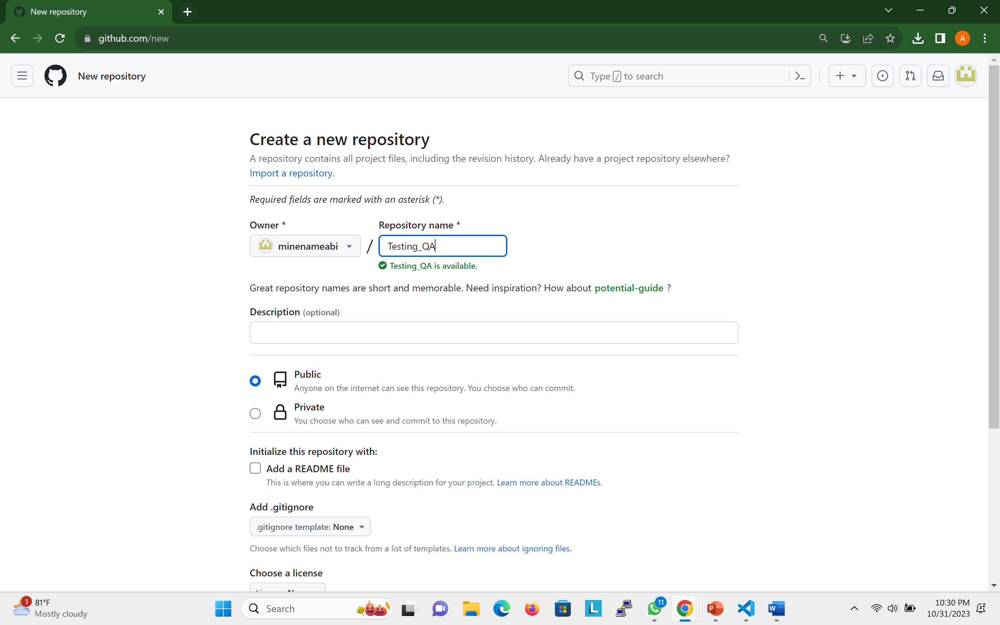 New repository
github.com/new
A
New repository
Type / to search
Create a new repository
A repository contains all project files, including the revision history. Already have a project repository elsewhere?
Import a repository.
Required fields are marked with an asterisk (*).
Owner *
Repository name *
minenameabi
/
Testing_QA
Testing_QA is available.
Great repository names are short and memorable. Need inspiration? How about potential-guide ?
Description (optional)
Public
Anyone on the internet can see this repository. You choose who can commit.
Private
You choose who can see and commit to this repository.
Initialize this repository with:
Add a README file
This is where you can write a long description for your project. Learn more about READMEs.
Add .gitignore
.gitignore template: None
Choose which files not to track from a list of templates. Learn more about ignoring files.
Choose a license
1
81°F
Mostly cloudy
Search
L
11
P
W
10:30 PM
10/31/2023